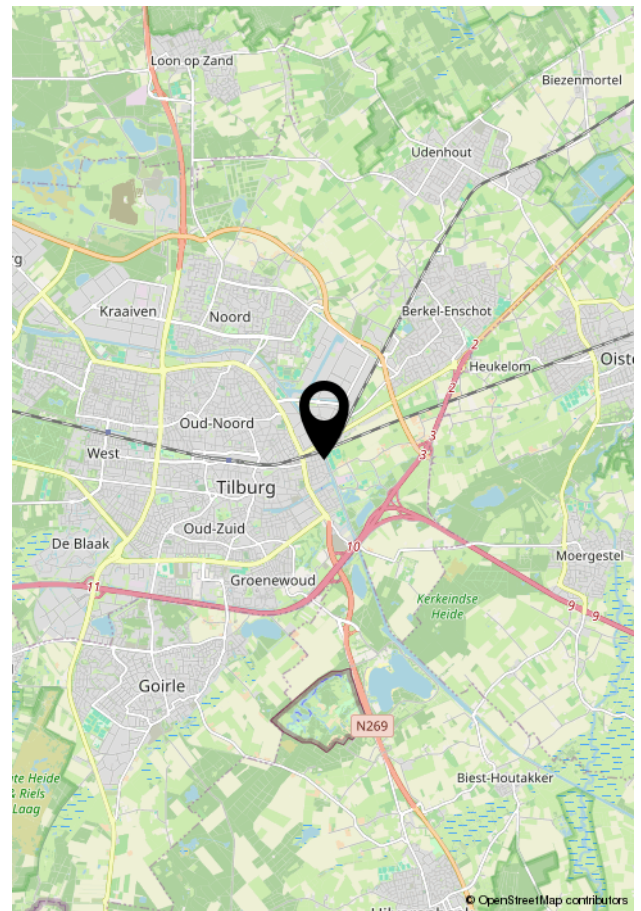 Loon op Zand
Biezenmortel
Udenhout
rg
Kraaiven
Noord
Berkel-Enschot
2
Heukelom
Oiste
2
Oud-Noord
3
West
3
Tilburg
Oud-Zuid
De Blaak
10
Moergestel
Groenewoud
11
Kerkeindse
Heide
9
9
Goirle
N269
te Heide
& Riels
Laag
Biest-Houtakker
© OpenStreetMap contributors